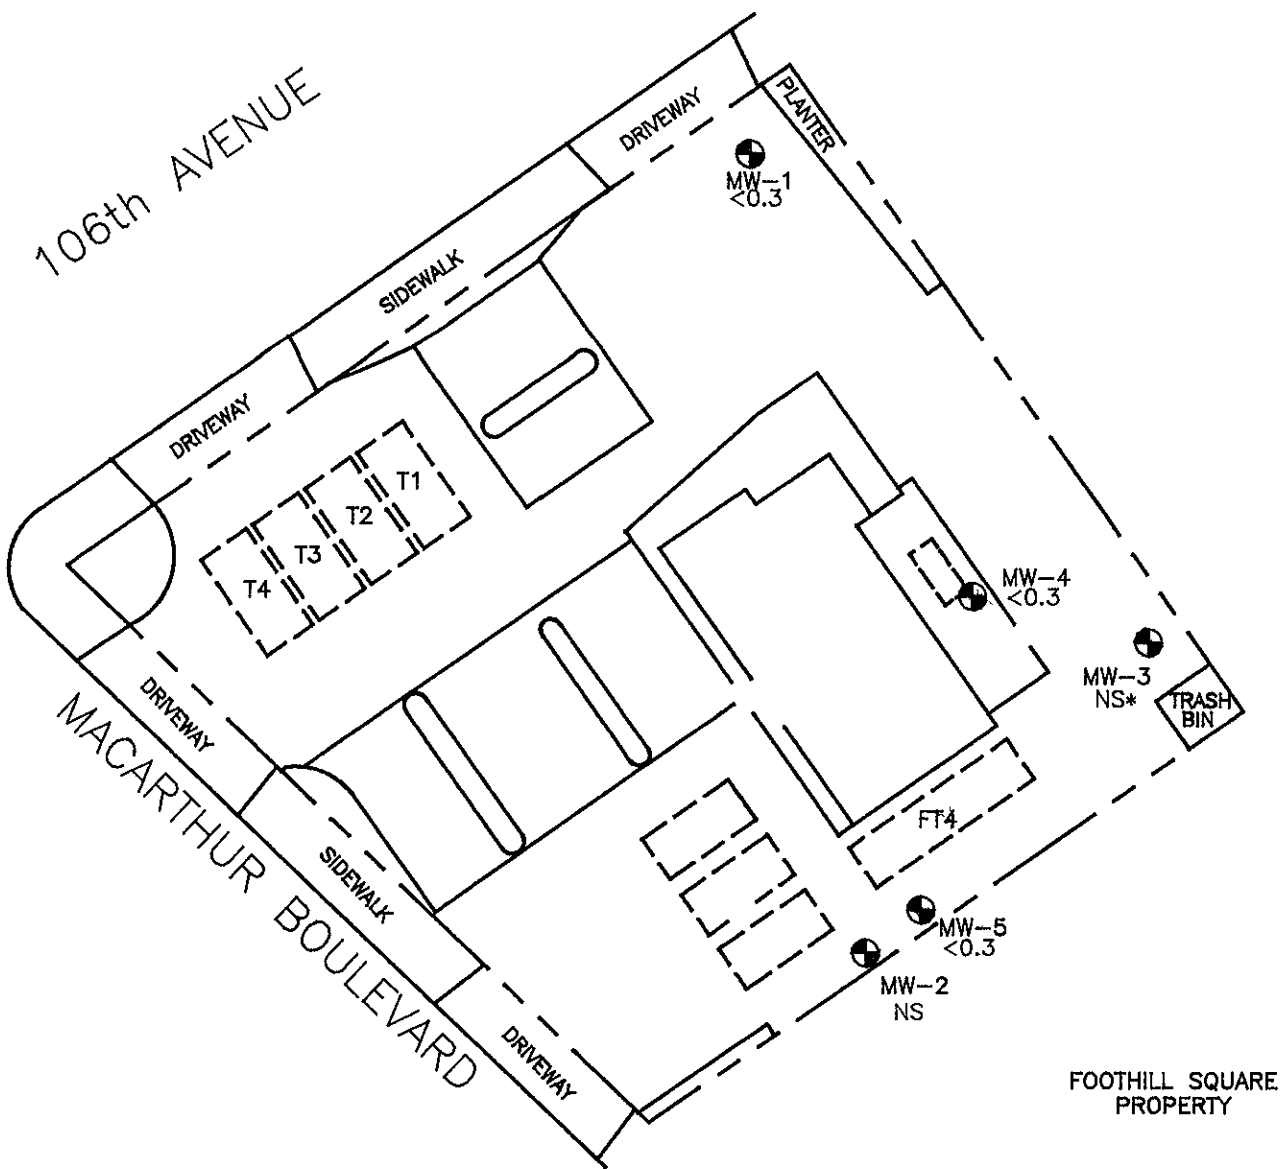 106th AVENUE
DRIVEWAY
PLANTER
MW-1
<0.3
SIDEWALK
DRIVEWAY
T1
T2
T3
T4
MW-4
<0.3
MW-3
NS*
TRASH
BIN
DRIVEWAY
MACARTHUR BOULEVARD
FT4
SIDEWALK
MW-5
<0.3
MW-2
NS
DRIVEWAY
FOOTHILL SQUARE
PROPERTY